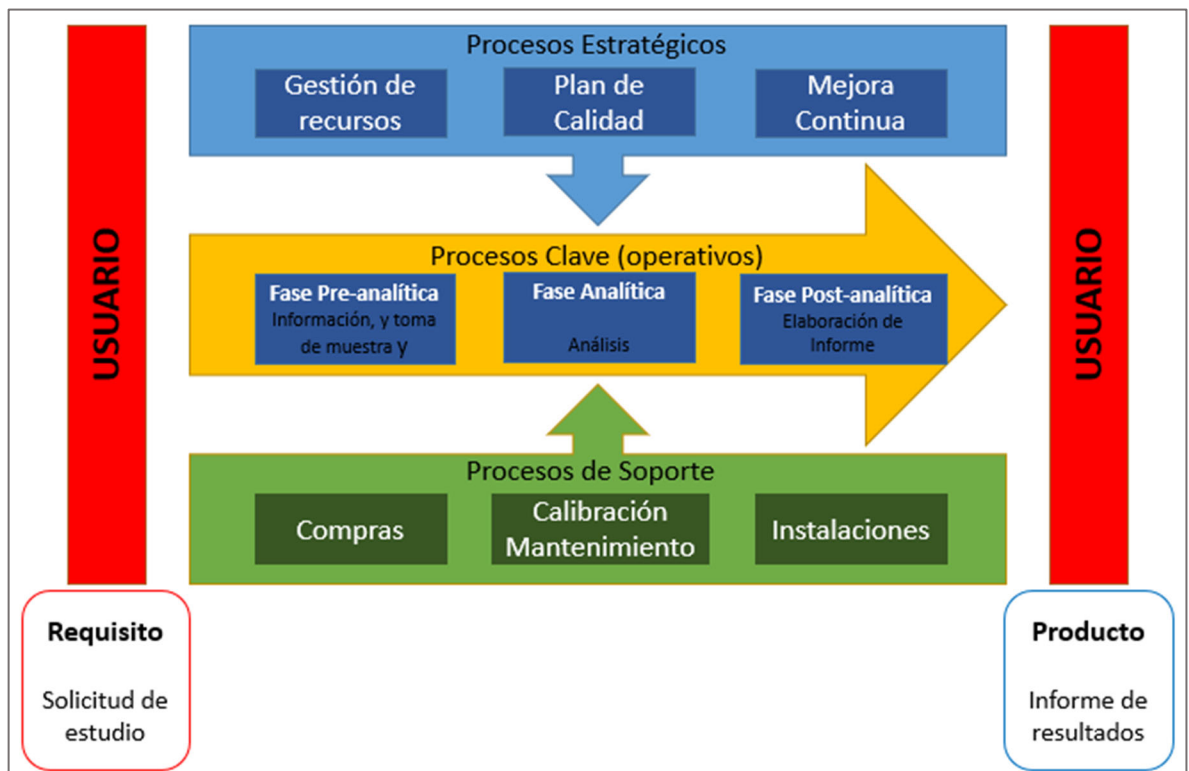 USUARIO
Procesos Estratégicos
Gestión de
recursos
Plan de
Calidad
Mejora
Continua
Procesos Clave (operativos)
Fase Pre-analítica
Información, y toma
de muestra y
Fase Analítica
Análisis
Fase Post-analítica
Elaboración de
Informe
Procesos de Soporte
Compras
Calibración
Mantenimiento
Instalaciones
USUARIO
Requisito
Solicitud de
estudio
Producto
Informe de
resultados